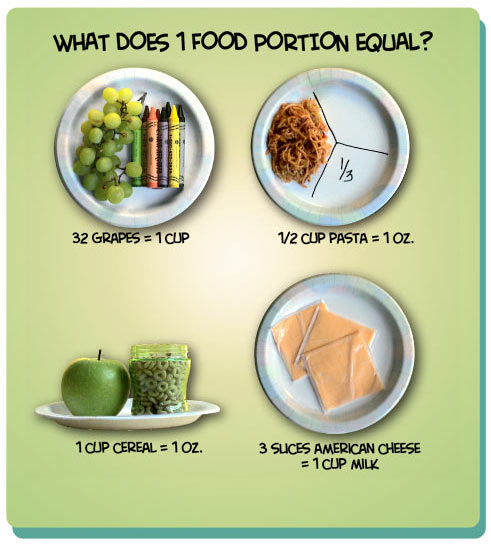 WHAT DOES 1 FOOD PORTION EQUAL?
32 GRAPES = 1 CUP
1/3
1/2 CUP PASTA = 1 OZ.
1 CUP CEREAL = 1 OZ.
3 SLICES AMERICAN CHEESE
= 1 CUP MILK